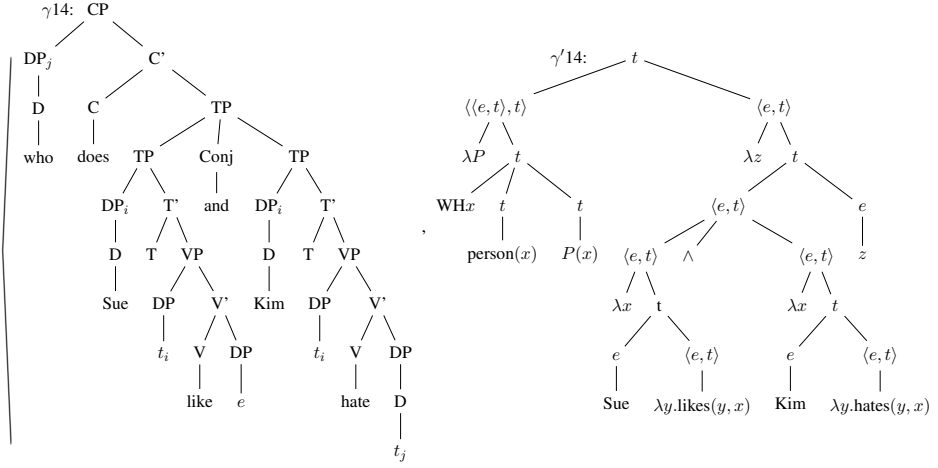 γ14: CP
DP_j C’ γ′14: t
D C TP ⟨⟨e, t⟩, t⟩ ⟨e, t⟩
who does TP Conj TP λP t λz t
DP_i T’ and DP_i T’ WHx t t ⟨e, t⟩ e
,
D T VP D T VP person(x) P(x) ⟨e, t⟩ ∧ ⟨e, t⟩ z
Sue DP V’ Kim DP V’ λx t λx t
t_i V DP t_i V DP e ⟨e, t⟩ e ⟨e, t⟩
like e hate D Sue λy.likes(y, x) Kim λy.hates(y, x)
t_j